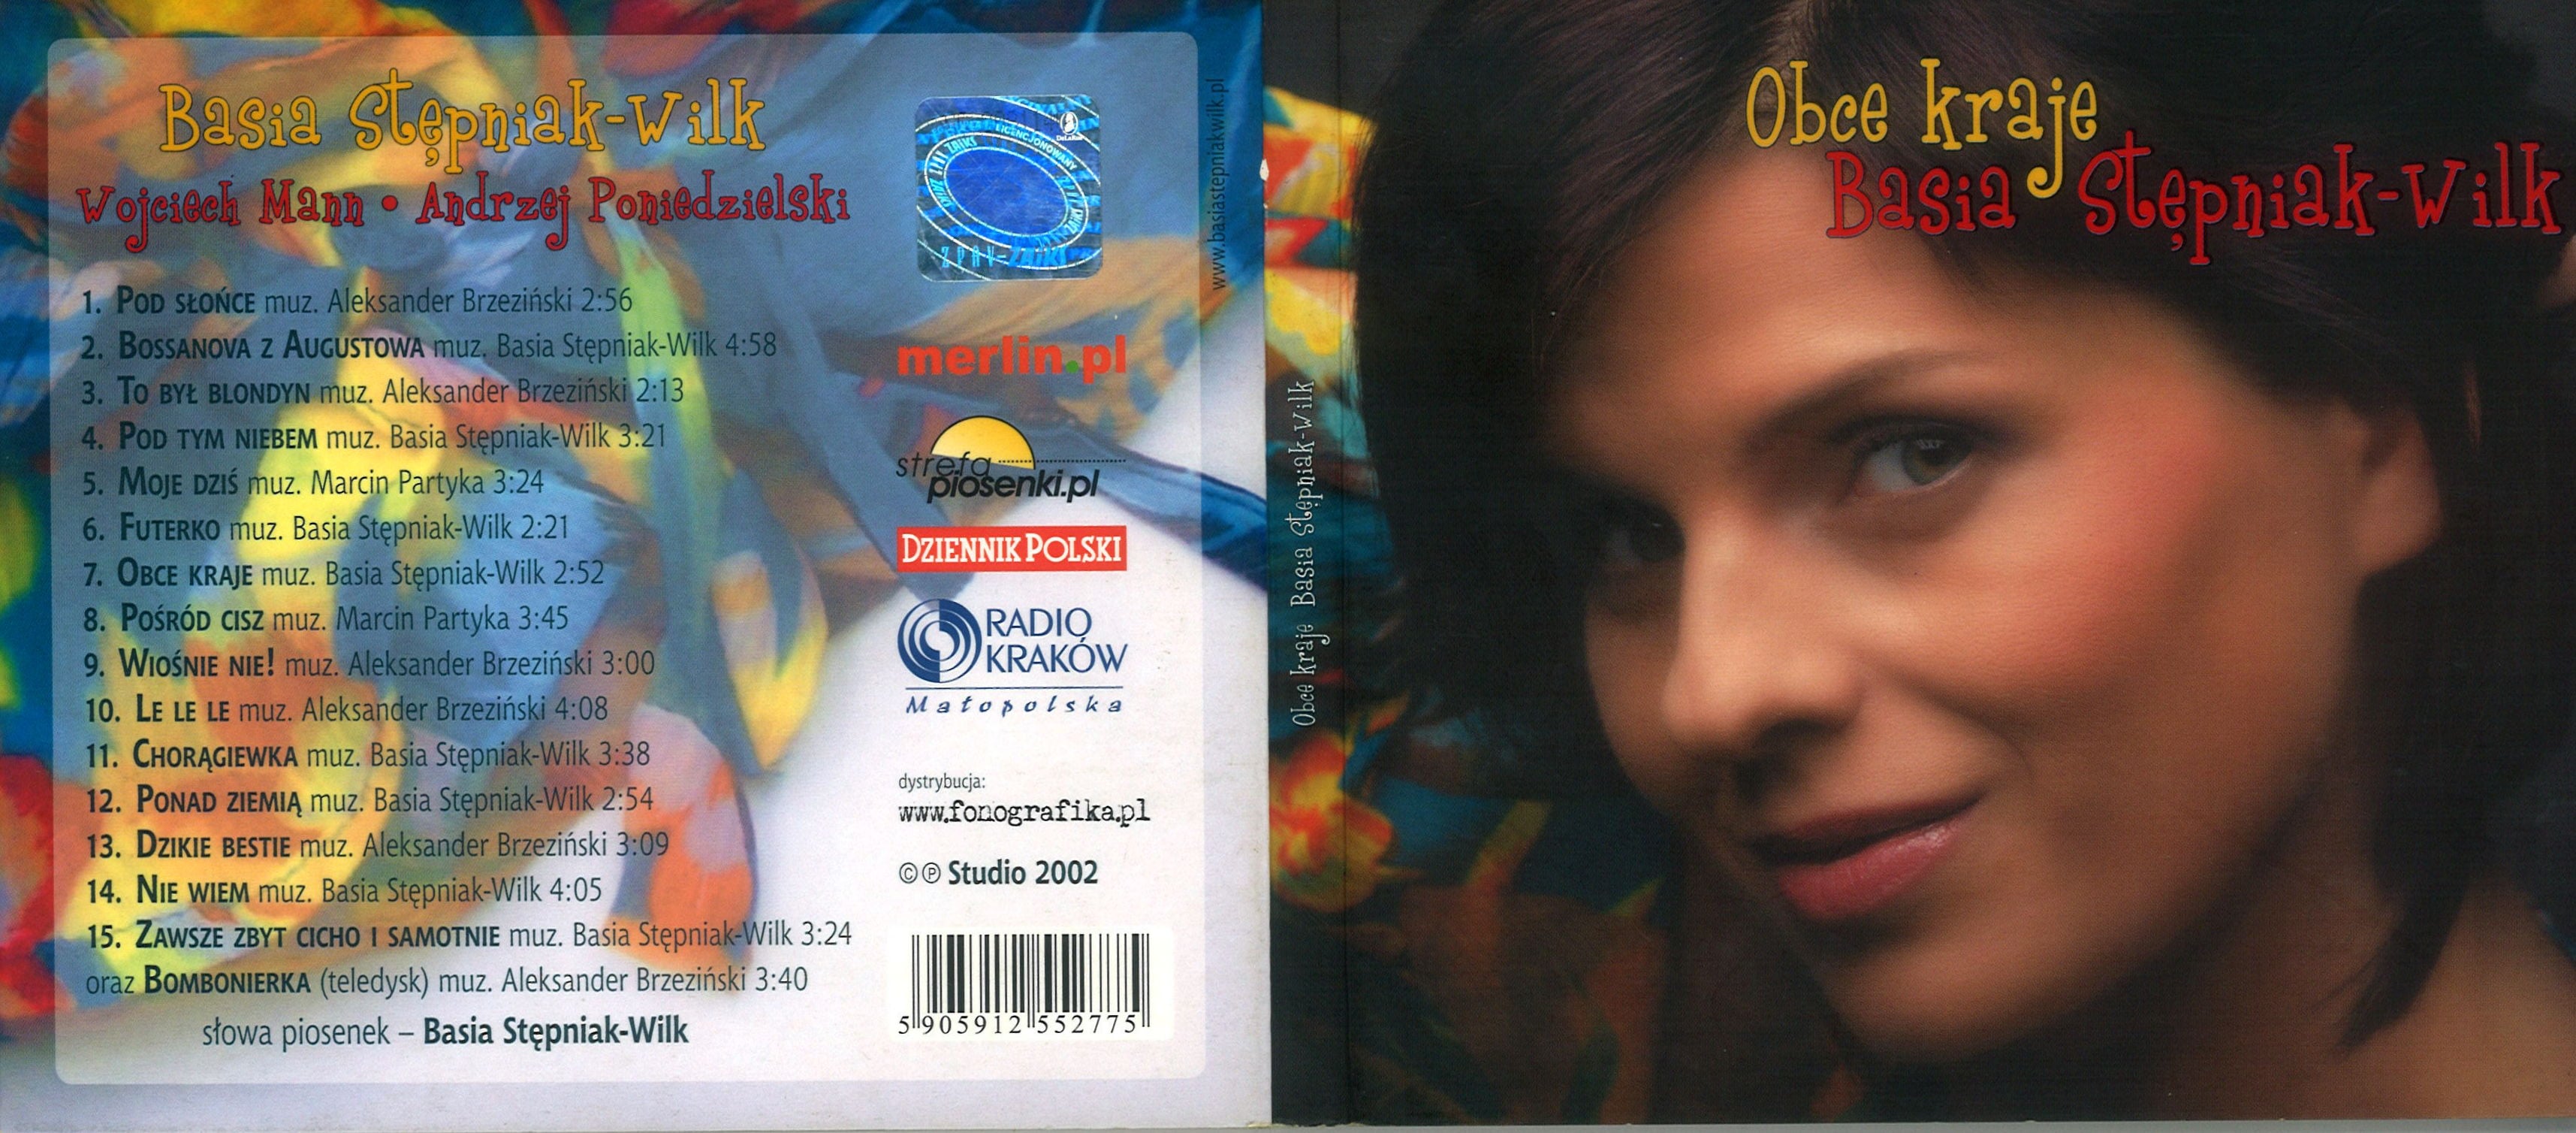 Basia Stępniak-Wilk
Wojciech Mann • Andrzej Poniedzielski
1. Pod słońce muz. Aleksander Brzeziński 2:56
2. Bossanova z Augustowa muz. Basia Stępniak-Wilk 4:58
3. To był blondyn muz. Aleksander Brzeziński 2:13
4. Pod tym niebem muz. Basia Stępniak-Wilk 3:21
5. Moje dziś muz. Marcin Partyka 3:24
6. Futerko muz. Basia Stępniak-Wilk 2:21
7. Obce kraje muz. Basia Stępniak-Wilk 2:52
8. Pośród cisz muz. Marcin Partyka 3:45
9. Wiośnie nie! muz. Aleksander Brzeziński 3:00
10. Le le le muz. Aleksander Brzeziński 4:08
11. Chorągiewka muz. Basia Stępniak-Wilk 3:38
12. Ponad ziemią muz. Basia Stępniak-Wilk 2:54
13. Dzikie bestie muz. Aleksander Brzeziński 3:09
14. Nie wiem muz. Basia Stępniak-Wilk 4:05
15. Zawsze zbyt cicho i samotnie muz. Basia Stępniak-Wilk 3:24
oraz Bombonierka (teledysk) muz. Aleksander Brzeziński 3:40
słowa piosenek – Basia Stępniak-Wilk
LICENCJONOWANY
ZPAV-ZAIKS
merlin.pl
strefa
piosenki.pl
DZIENNIK POLSKI
RADIO
KRAKÓW
Małopolska
dystrybucja:
www.fonografika.pl
©℗ Studio 2002
5 905912 552775
www.basiastepniakwilk.pl
Obce kraje Basia Stępniak-Wilk
Obce kraje
Basia Stępniak-Wilk